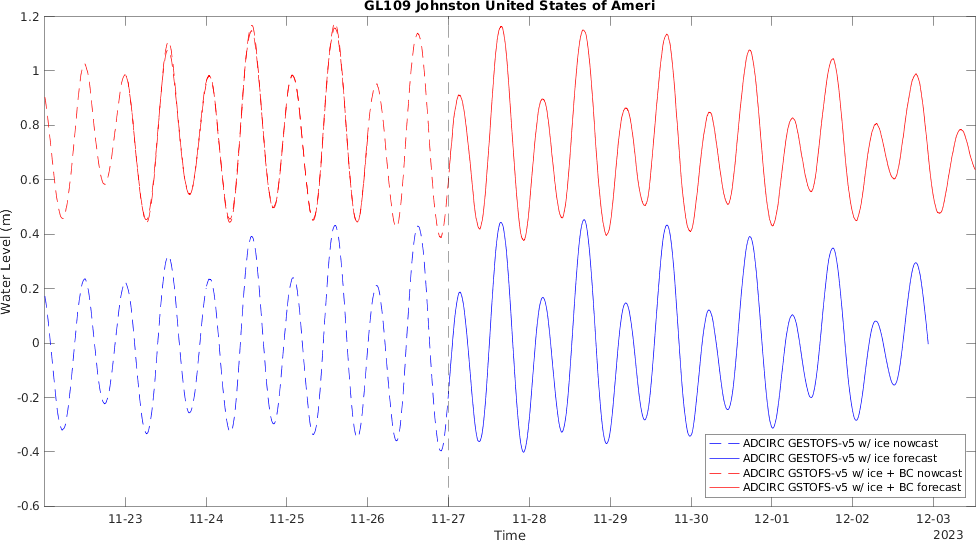 GL109 Johnston United States of Ameri
1.2
1
0.8
0.6
0.4
0.2
0
-0.2
-0.4
-0.6
Water Level (m)
ADCIRC GESTOFS-v5 w/ ice nowcast
ADCIRC GESTOFS-v5 w/ ice forecast
ADCIRC GSTOFS-v5 w/ ice + BC nowcast
ADCIRC GSTOFS-v5 w/ ice + BC forecast
11-23 11-24 11-25 11-26 11-27 11-28 11-29 11-30 12-01 12-02 12-03
Time
2023